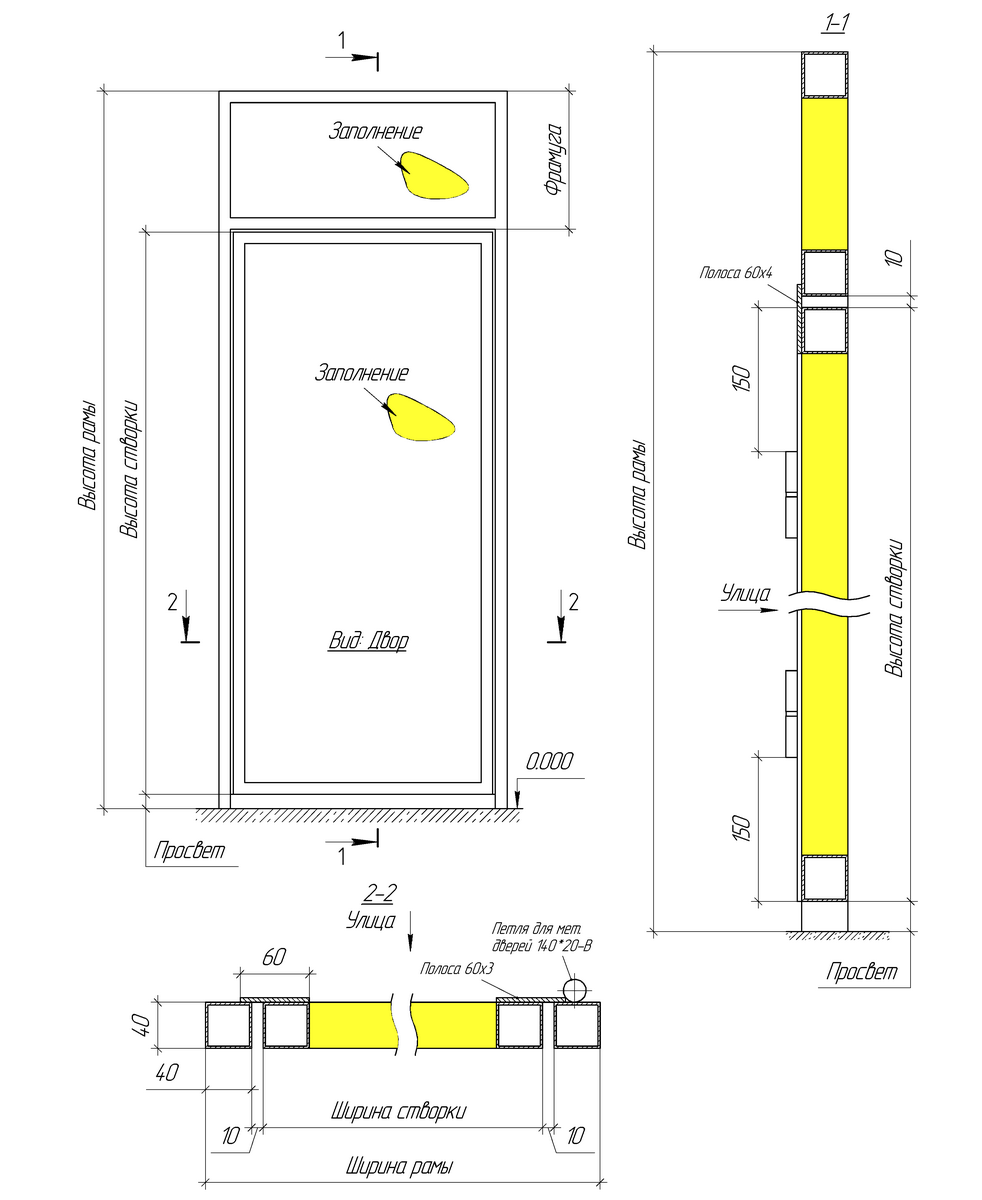 1
Заполнение
Фрамуга
Высота рамы
Высота створки
Заполнение
2
2
Вид: Двор
0.000
Просвет
1
1-1
Полоса 60х4
10
150
Высота рамы
Улица
Высота створки
150
Просвет
2-2
Улица
Петля для мет.
дверей 140*20-В
Полоса 60х3
60
40
40
10
Ширина створки
10
Ширина рамы